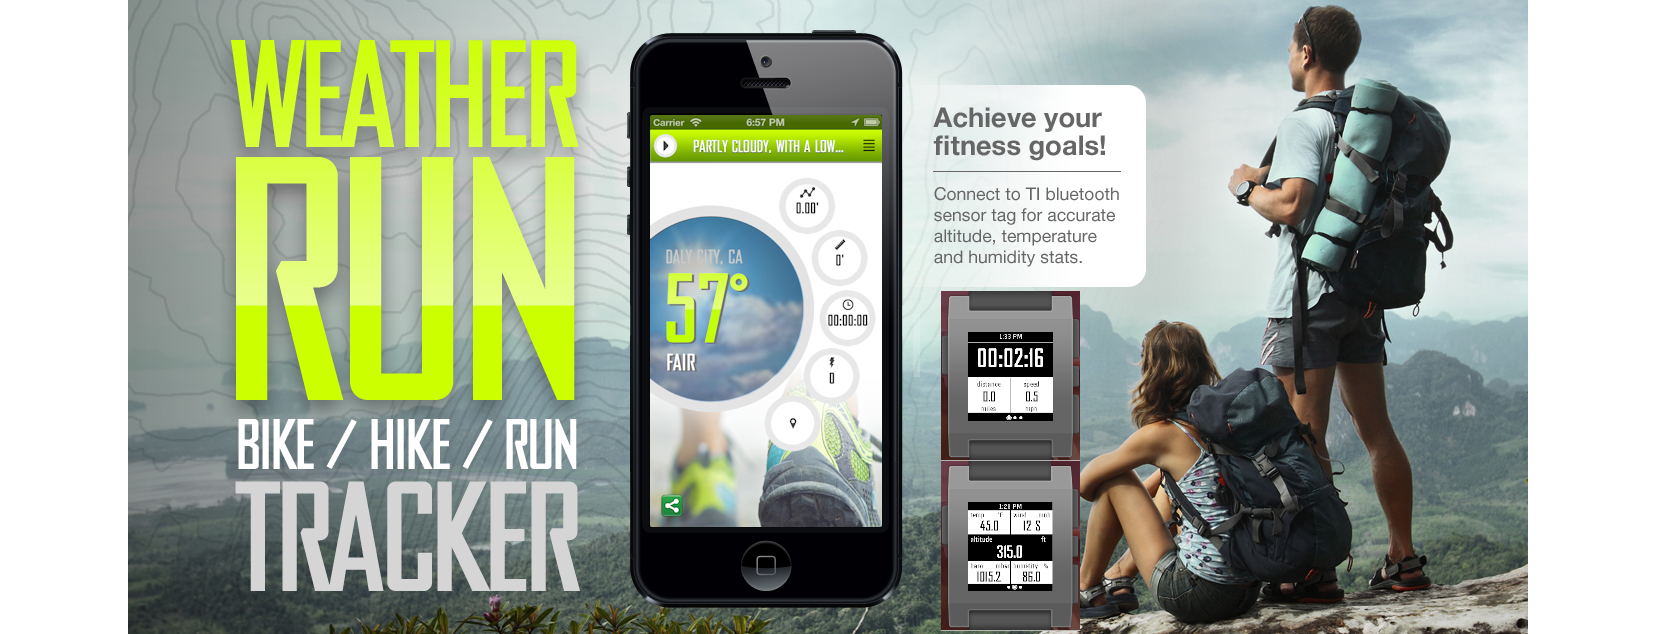 WEATHER
RUN
BIKE / HIKE / RUN
TRACKER
Carrier 6:57 PM
PARTLY CLOUDY, WITH A LOW...
0.00'
0'
00:00:00
0
DALY CITY, CA
57°
FAIR
Achieve your
fitness goals!
Connect to TI bluetooth
sensor tag for accurate
altitude, temperature
and humidity stats.
1:33 PM
00:02:16
distance speed
0.0 0.5
miles mph
1:28 PM
temp °F wind
45.0 12 S
altitude ft
315.0
baro mbar humidity %
1015.2 86.0